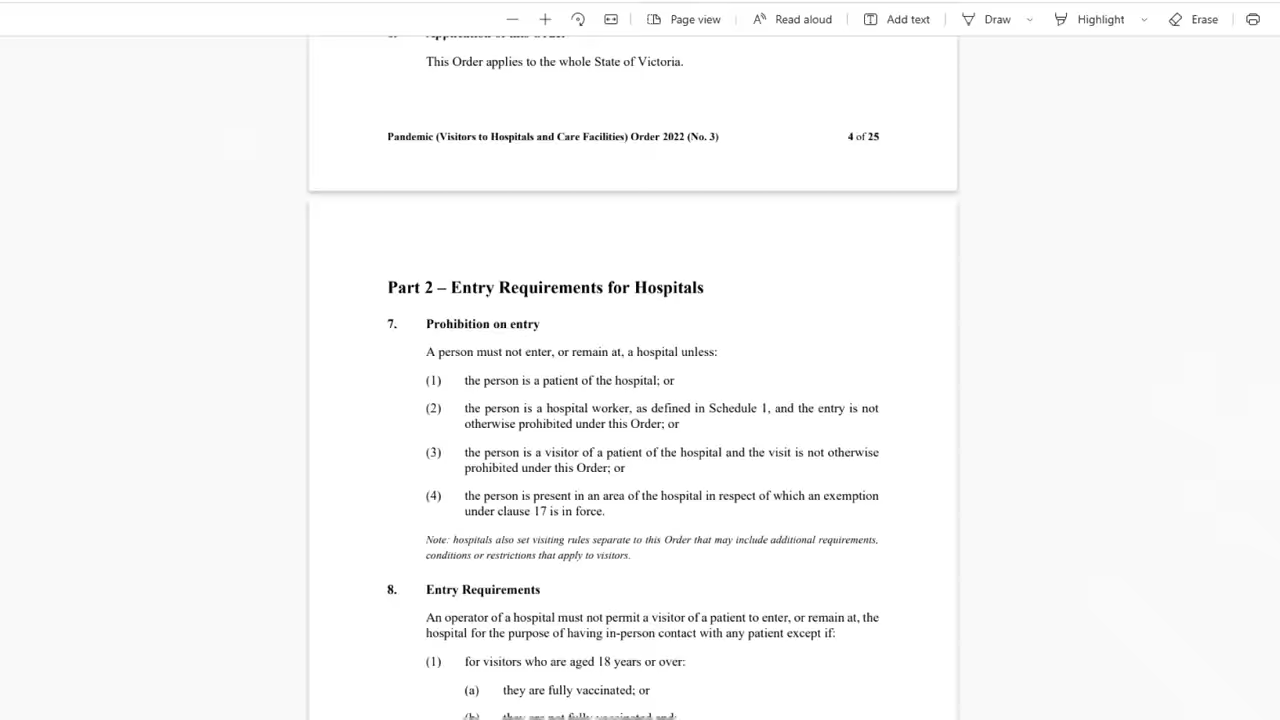 Page view Read aloud Add text Draw Highlight Erase
Application of this Order
This Order applies to the whole State of Victoria.
Pandemic (Visitors to Hospitals and Care Facilities) Order 2022 (No. 3) 4 of 25
Part 2 – Entry Requirements for Hospitals
7. Prohibition on entry
A person must not enter, or remain at, a hospital unless:
(1) the person is a patient of the hospital; or
(2) the person is a hospital worker, as defined in Schedule 1, and the entry is not
otherwise prohibited under this Order; or
(3) the person is a visitor of a patient of the hospital and the visit is not otherwise
prohibited under this Order; or
(4) the person is present in an area of the hospital in respect of which an exemption
under clause 17 is in force.
Note: hospitals also set visiting rules separate to this Order that may include additional requirements,
conditions or restrictions that apply to visitors.
8. Entry Requirements
An operator of a hospital must not permit a visitor of a patient to enter, or remain at, the
hospital for the purpose of having in-person contact with any patient except if:
(1) for visitors who are aged 18 years or over:
(a) they are fully vaccinated; or
(b) they are not fully vaccinated and: